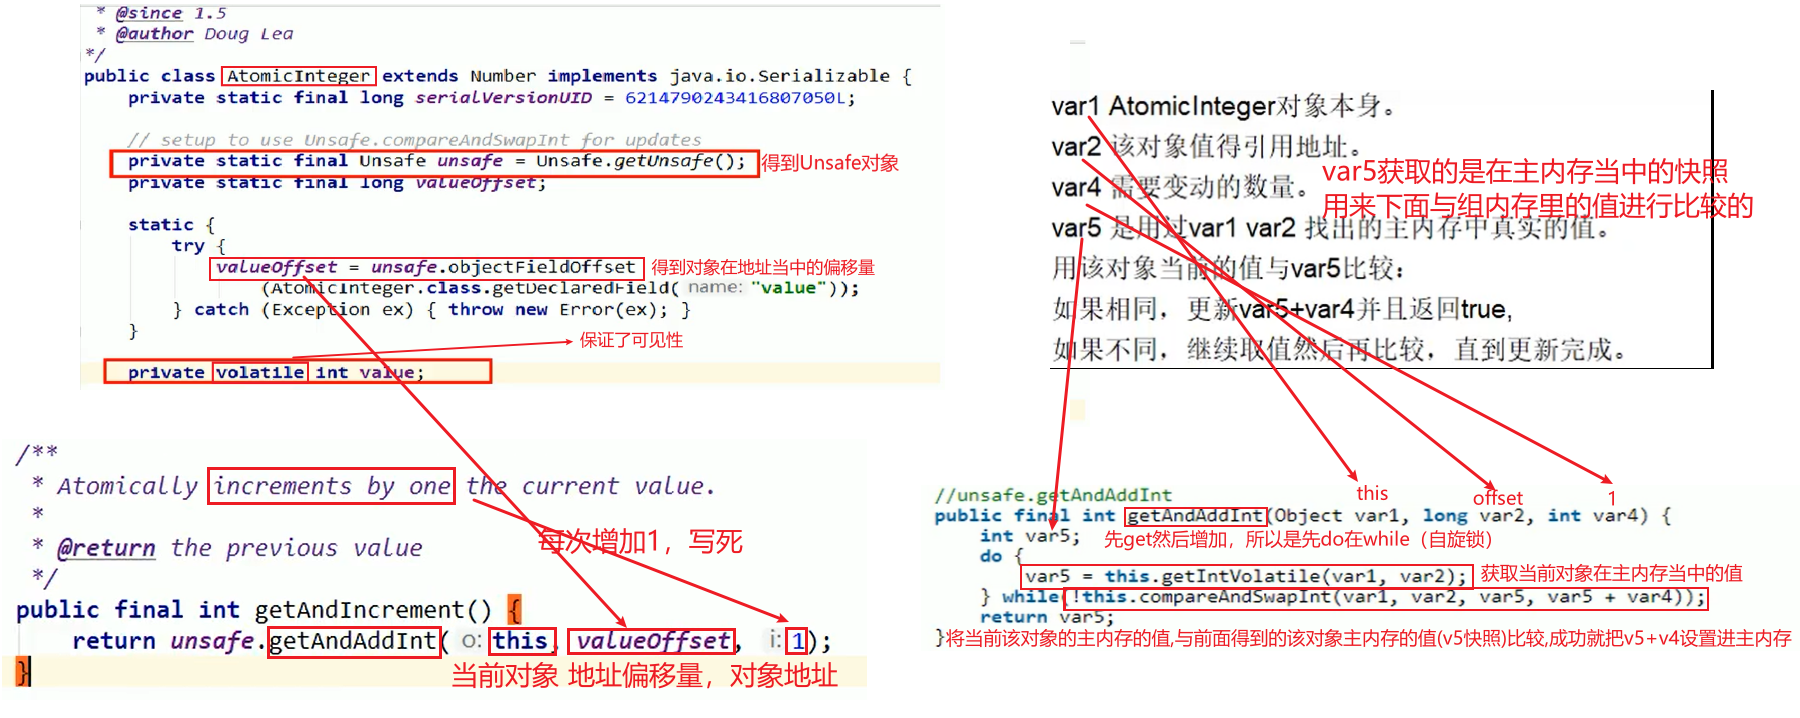 * @since 1.5
* @author Doug Lea
*/
public class AtomicInteger extends Number implements java.io.Serializable {
private static final long serialVersionUID = 6214790243416807050L;
// setup to use Unsafe.compareAndSwapInt for updates
private static final Unsafe unsafe = Unsafe.getUnsafe(); 得到Unsafe对象
private static final long valueOffset;
static {
try {
valueOffset = unsafe.objectFieldOffset 得到对象在地址当中的偏移量
(AtomicInteger.class.getDeclaredField( name: "value"));
} catch (Exception ex) { throw new Error(ex); }
}
保证了可见性
private volatile int value;
/**
* Atomically increments by one the current value.
*
* @return the previous value
每次增加1，写死
*/
public final int getAndIncrement() {
return unsafe.getAndAddInt( o: this, valueOffset, i: 1);
}
当前对象 地址偏移量，对象地址
var1 AtomicInteger对象本身。
var2 该对象值得引用地址。
var4 需要变动的数量。
var5获取的是在主内存当中的快照
用来下面与组内存里的值进行比较的
var5 是用过var1 var2 找出的主内存中真实的值。
用该对象当前的值与var5比较：
如果相同，更新var5+var4并且返回true,
如果不同，继续取值然后再比较，直到更新完成。
//unsafe.getAndAddInt
this offset 1
public final int getAndAddInt(Object var1, long var2, int var4) {
int var5;
先get然后增加，所以是先do在while（自旋锁）
do {
var5 = this.getIntVolatile(var1, var2); 获取当前对象在主内存当中的值
} while(!this.compareAndSwapInt(var1, var2, var5, var5 + var4));
return var5;
}将当前该对象的主内存的值,与前面得到的该对象主内存的值(v5快照)比较,成功就把v5+v4设置进主内存